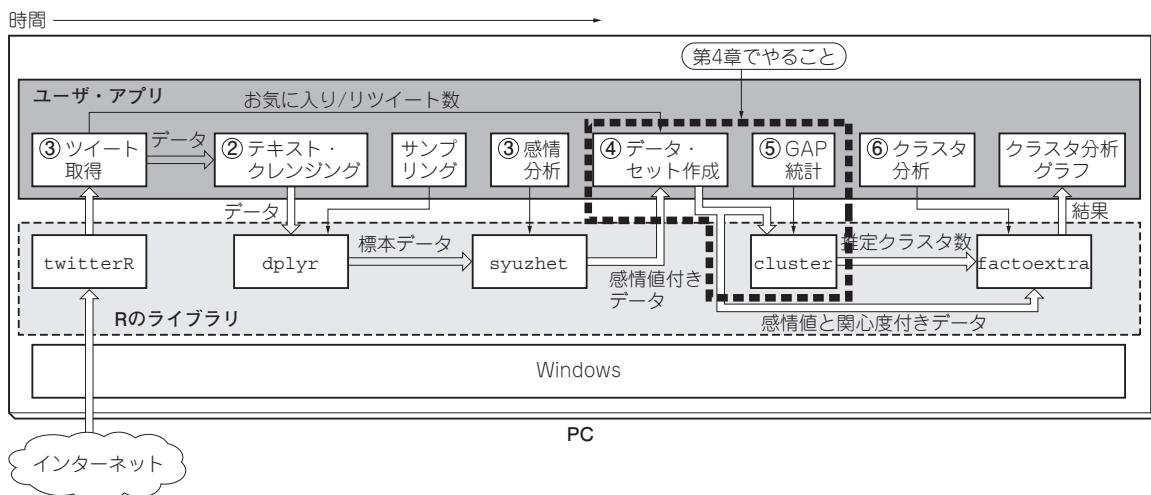 時間
第4章でやること
ユーザ・アプリ
お気に入り/リツイート数
③ツイート
取得
データ
②テキスト・
クレンジング
サンプ
リング
③感情
分析
④データ・
セット作成
⑤GAP
統計
⑥クラスタ
分析
クラスタ分析
グラフ
データ
結果
twitterR
dplyr
標本データ
syuzhet
感情値付き
データ
cluster
推定クラスタ数
factoextra
Rのライブラリ
感情値と関心度付きデータ
Windows
PC
インターネット